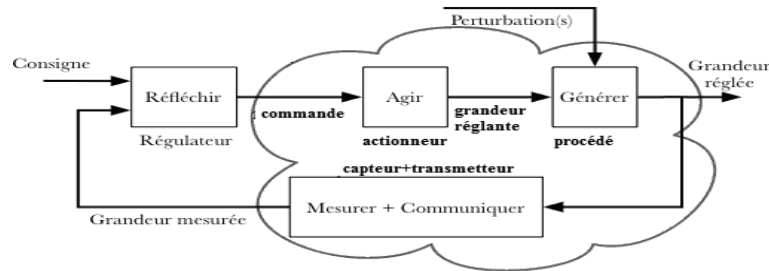 Perturbation(s)
Consigne
Grandeur
réglée
Réfléchir
commande
Agir
grandeur
réglante
Générer
Régulateur
actionneur
procédé
capteur+transmetteur
Mesurer + Communiquer
Grandeur mesurée